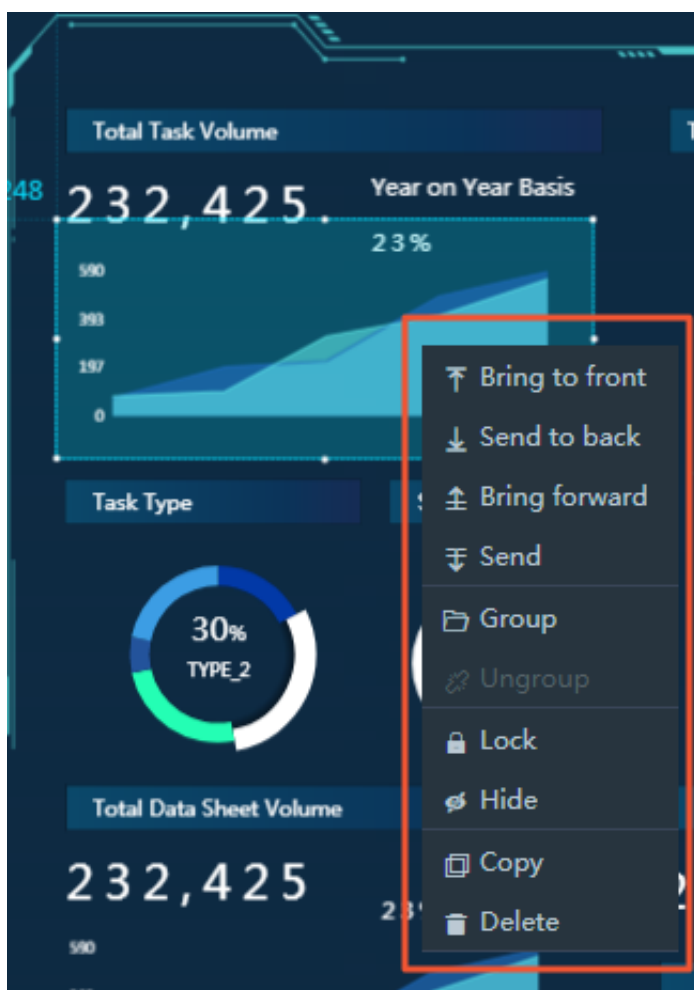 Total Task Volume
248
232,425.
Year on Year Basis
23%
590
393
197
0
Bring to front
Send to back
Bring forward
Send
Group
Ungroup
Lock
Hide
Copy
Delete
Task Type
30%
TYPE_2
Total Data Sheet Volume
232,425
590